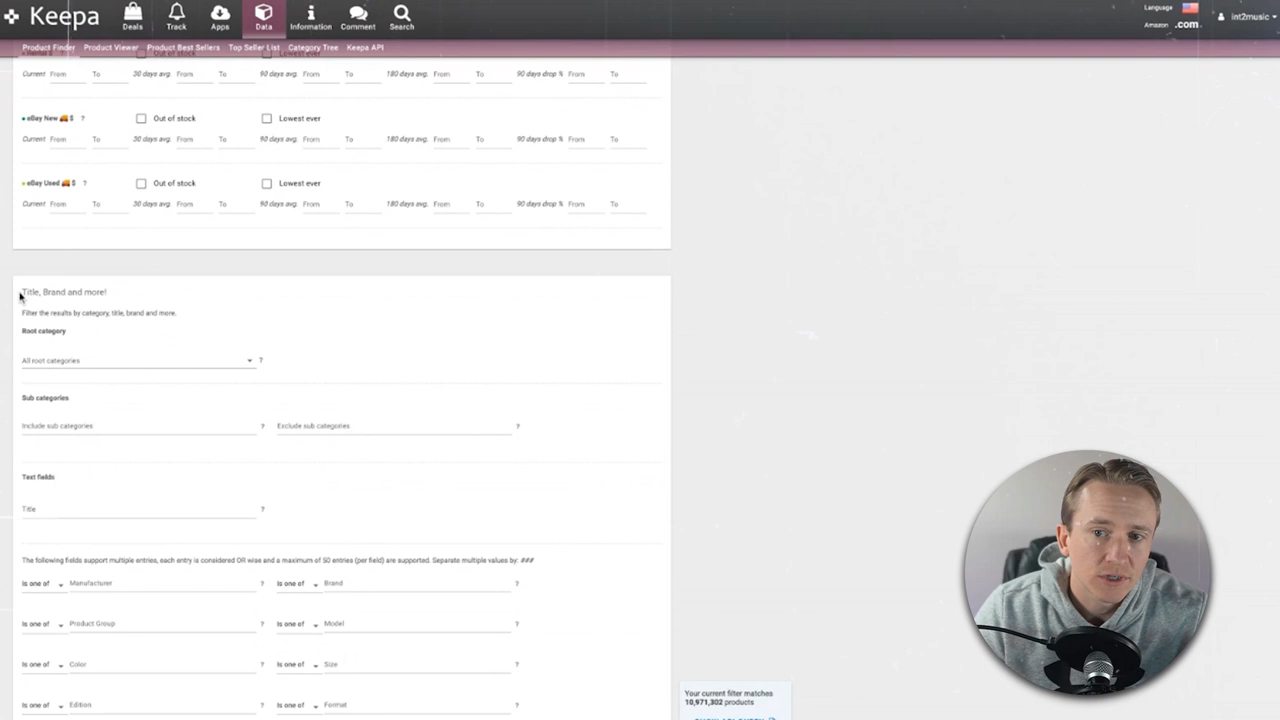 Keepa
Deals Track Apps Data Information Comment Search
Language
Amazon .com
int2music
Product Finder Product Viewer Product Best Sellers Top Seller List Category Tree Keepa API
Out of stock Lowest ever
Current From To 30 days avg. From To 90 days avg. From To 180 days avg. From To 90 days drop % From To
eBay New 🚚 $ ? Out of stock Lowest ever
Current From To 30 days avg. From To 90 days avg. From To 180 days avg. From To 90 days drop % From To
eBay Used 🚚 $ ? Out of stock Lowest ever
Current From To 30 days avg. From To 90 days avg. From To 180 days avg. From To 90 days drop % From To
Title, Brand and more!
Filter the results by category, title, brand and more.
Root category
All root categories ?
Sub categories
Include sub categories ? Exclude sub categories ?
Text fields
Title ?
The following fields support multiple entries, each entry is considered OR wise and a maximum of 50 entries (per field) are supported. Separate multiple values by: ###
Is one of Manufacturer ? Is one of Brand ?
Is one of Product Group ? Is one of Model ?
Is one of Color ? Is one of Size ?
Is one of Edition ? Is one of Format ?
Your current filter matches
10,971,302 products